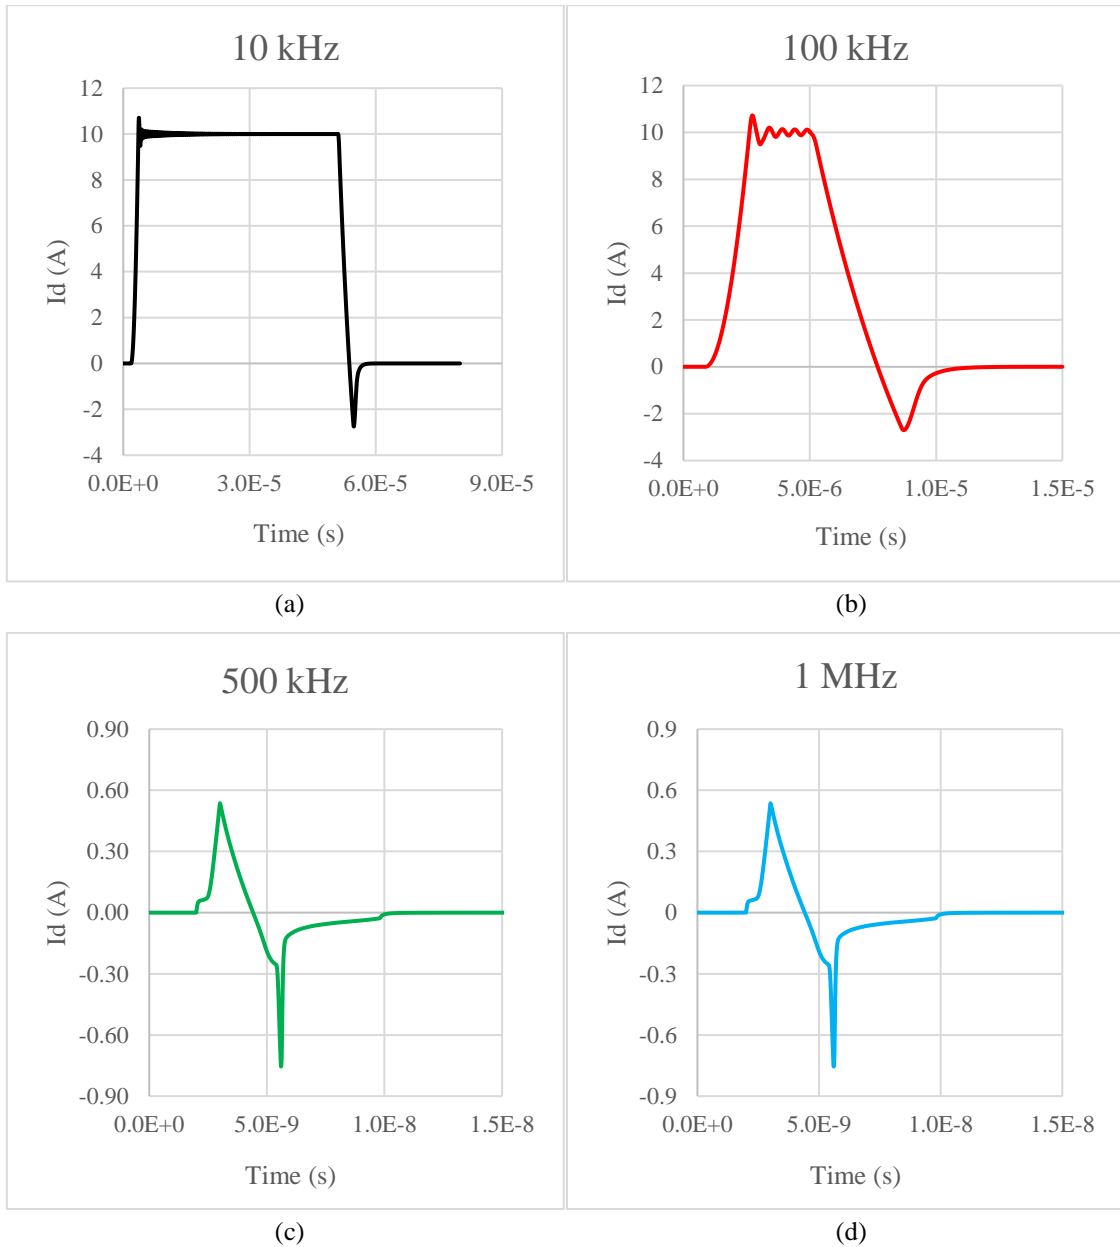 10 kHz
12
10
8
6
4
2
0
-2
-4
Id (A)
0.0E+0 3.0E-5 6.0E-5 9.0E-5
Time (s)
(a)
100 kHz
12
10
8
6
4
2
0
-2
-4
Id (A)
0.0E+0 5.0E-6 1.0E-5 1.5E-5
Time (s)
(b)
500 kHz
0.90
0.60
0.30
0.00
-0.30
-0.60
-0.90
Id (A)
0.0E+0 5.0E-9 1.0E-8 1.5E-8
Time (s)
(c)
1 MHz
0.9
0.6
0.3
0
-0.3
-0.6
-0.9
Id (A)
0.0E+0 5.0E-9 1.0E-8 1.5E-8
Time (s)
(d)